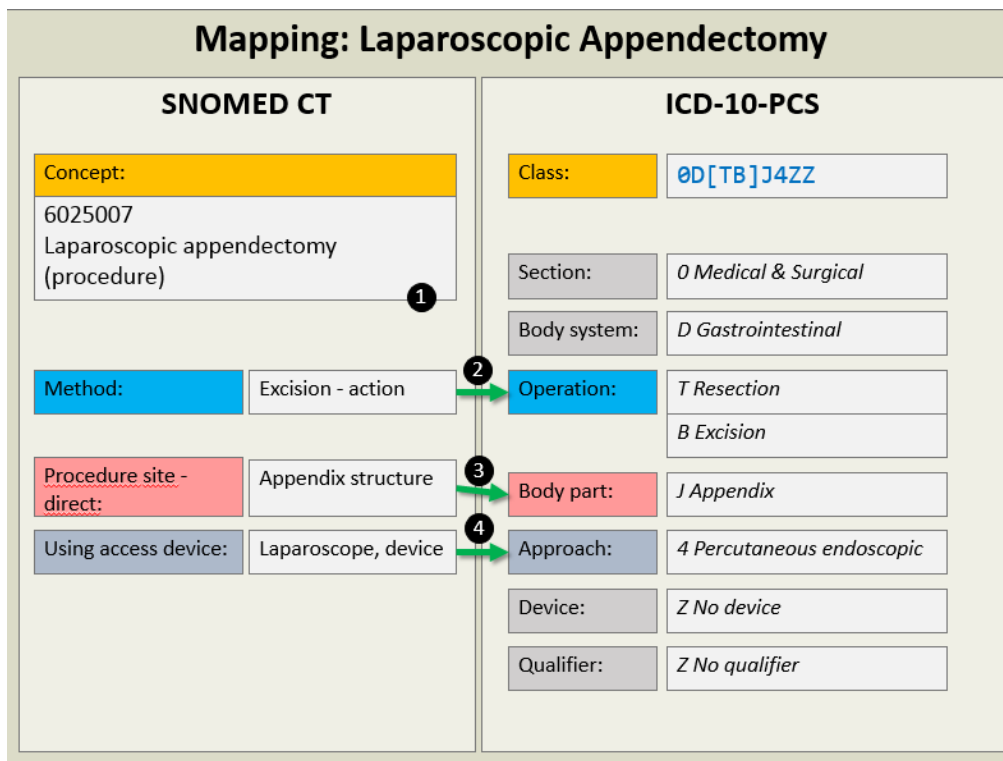 Mapping: Laparoscopic Appendectomy
SNOMED CT
Concept:
6025007
Laparoscopic appendectomy
(procedure)
1
Method:
Excision - action
2
Procedure site -
direct:
Appendix structure
3
Using access device:
Laparoscope, device
4
ICD-10-PCS
Class:
0D[TB]J4ZZ
Section:
0 Medical & Surgical
Body system:
D Gastrointestinal
Operation:
T Resection
B Excision
Body part:
J Appendix
Approach:
4 Percutaneous endoscopic
Device:
Z No device
Qualifier:
Z No qualifier